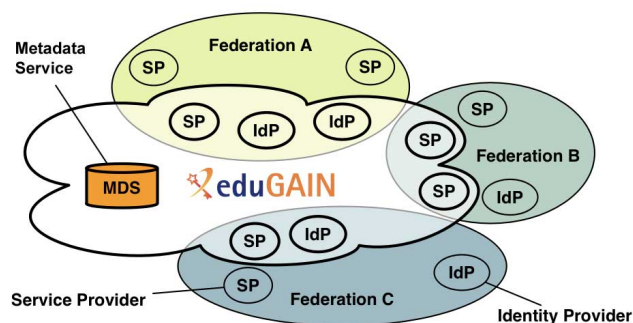 Federation A
Metadata
Service
SP
SP
SP
IdP
IdP
SP
SP
Federation B
MDS
eduGAIN
SP
IdP
SP
IdP
SP
IdP
Service Provider
Federation C
Identity Provider